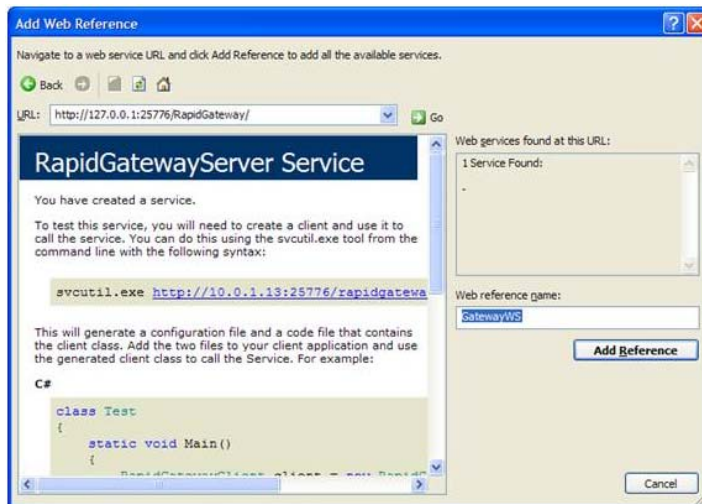 Add Web Reference
Navigate to a web service URL and click Add Reference to add all the available services.
Back
URL: http://127.0.0.1:25776/RapidGateway/
Go
RapidGatewayServer Service
You have created a service.
To test this service, you will need to create a client and use it to
call the service. You can do this using the svcutil.exe tool from the
command line with the following syntax:
svcutil.exe http://10.0.1.13:25776/rapidgatewa
This will generate a configuration file and a code file that contains
the client class. Add the two files to your client application and use
the generated client class to call the Service. For example:
C#
class Test
{
static void Main()
{
RapidGatewayClient client = new RapidG
Web services found at this URL:
1 Service Found:
-
Web reference name:
GatewayWS
Add Reference
Cancel